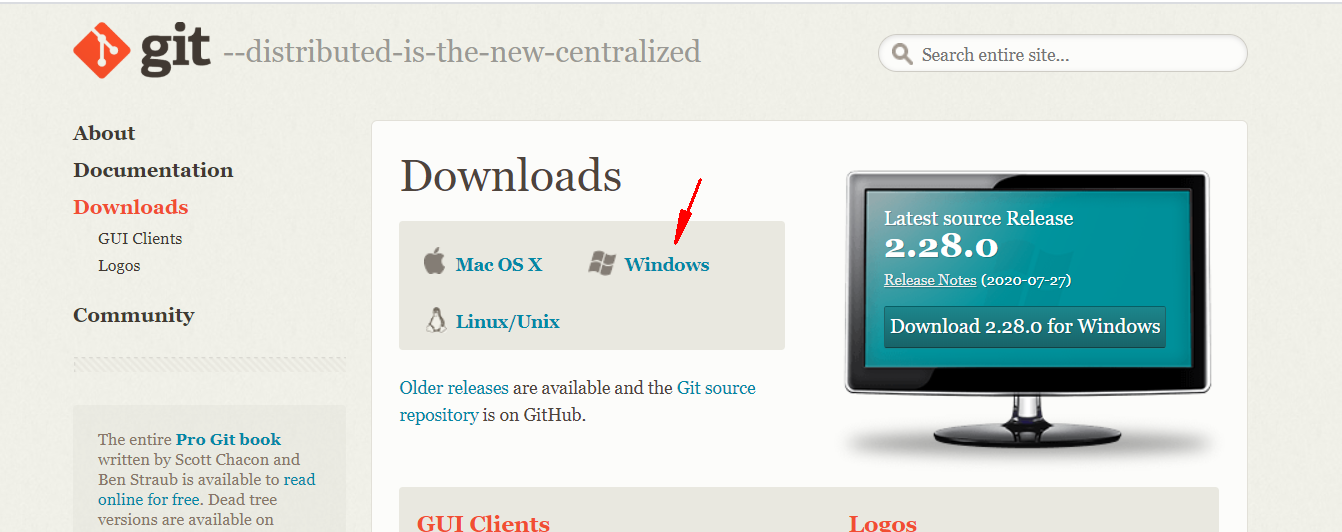 git --distributed-is-the-new-centralized
Search entire site...
About
Documentation
Downloads
GUI Clients
Logos
Community
The entire Pro Git book
written by Scott Chacon and
Ben Straub is available to read
online for free. Dead tree
versions are available on
Downloads
Mac OS X
Windows
Linux/Unix
Older releases are available and the Git source
repository is on GitHub.
Latest source Release
2.28.0
Release Notes (2020-07-27)
Download 2.28.0 for Windows
GUI Clients
Logos